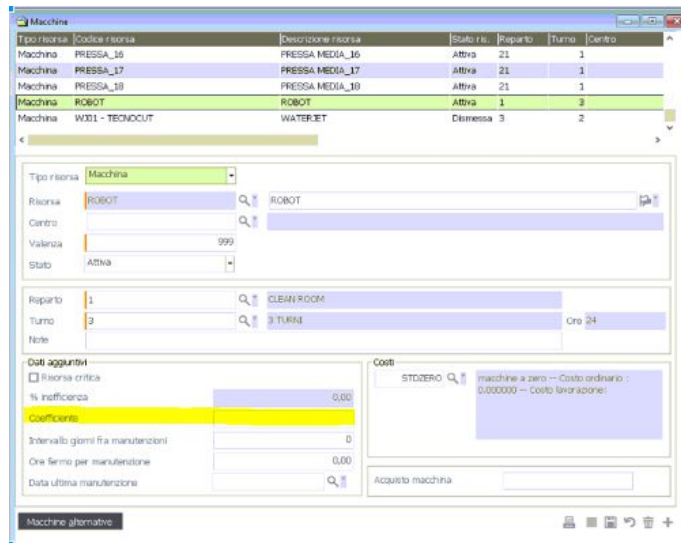 Macchine
Tipo risorsa Codice risorsa Descrizione risorsa Stato ris. Reparto Turno Centro
Macchina PRESSA_16 PRESSA MEDIA_16 Attiva 21 1
Macchina PRESSA_17 PRESSA MEDIA_17 Attiva 21 1
Macchina PRESSA_18 PRESSA MEDIA_18 Attiva 21 1
Macchina ROBOT ROBOT Attiva 1 3
Macchina WJ01 - TECNOCUT WATERJET Dismessa 3 2
Tipo risorsa Macchina
Risorsa ROBOT ROBOT
Centro
Valenza 999
Stato Attiva
Reparto 1 CLEAN ROOM
Turno 3 3 TURNI Ore 24
Note
Dati aggiuntivi Costi
Risorsa critica STDZERO macchine a zero -- Costo ordinario :
% inefficienza 0,00 0.000000 -- Costo lavorazione:
Coefficiente
Intervallo giorni fra manutenzioni 0
Ore fermo per manutenzione 0,00
Data ultima manutenzione Acquisto macchina
Macchine alternative